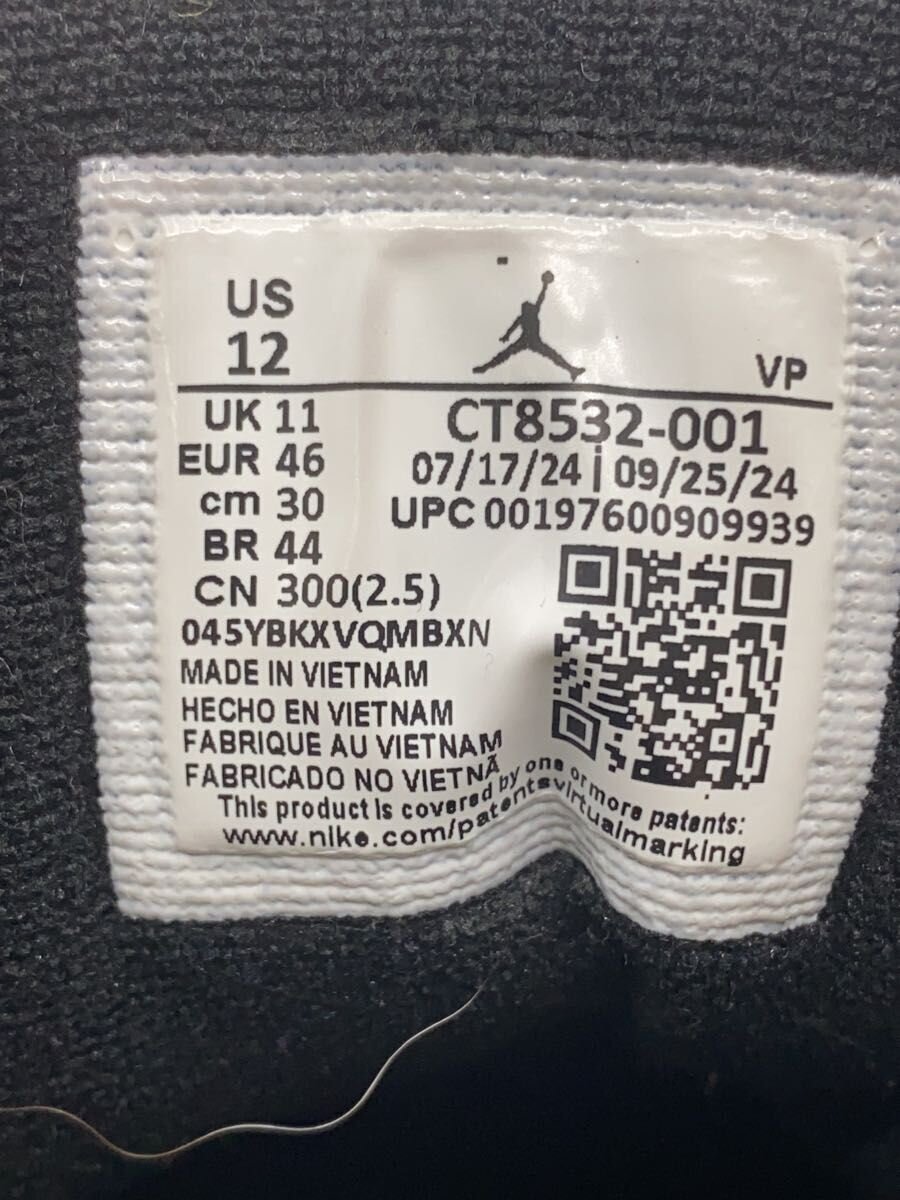 US
12
VP
UK 11
EUR 46
cm 30
BR 44
CN 300(2.5)
CT8532-001
07/17/24 | 09/25/24
UPC 00197600909939
045YBKXVQMBXN
MADE IN VIETNAM
HECHO EN VIETNAM
FABRIQUE AU VIETNAM
FABRICADO NO VIETNÃ
This product is covered by one or more patents:
www.nike.com/patentsvirtualmarking